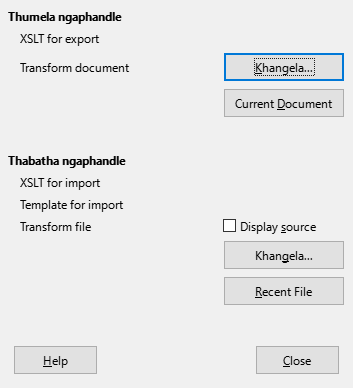 Thumela ngaphandle
XSLT for export
Transform document
Khangela...
Current Document
Thabatha ngaphandle
XSLT for import
Template for import
Transform file
Display source
Khangela...
Recent File
Help
Close